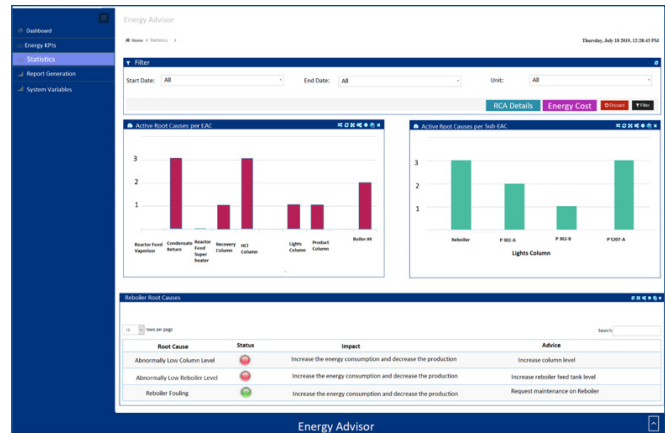 Energy Advisor
Dashboard
Energy KPIs
Statistics
Report Generation
System Variables
Home > Statistics >
Thursday, July 18 2019, 12:28:43 PM
Filter
Start Date: All End Date: All Unit: All
RCA Details Energy Cost Discard Filter
Active Root Causes per EAC
3
2
1
Reactor Feed Vaporizer
Condensate Return
Reactor Feed Super heater
Recovery Column
HCl Column
Lights Column
Product Column
Boiler #4
Active Root Causes per Sub-EAC
3
2
1
Reboiler P 302-A P 302-B P 5207-A
Lights Column
Reboiler Root Causes
10 rows per page Search:
Root Cause Status Impact Advice
Abnormally Low Column Level Increase the energy consumption and decrease the production Increase column level
Abnormally Low Reboiler Level Increase the energy consumption and decrease the production Increase reboiler feed tank level
Reboiler Fouling Increase the energy consumption and decrease the production Request maintenance on Reboiler
Energy Advisor